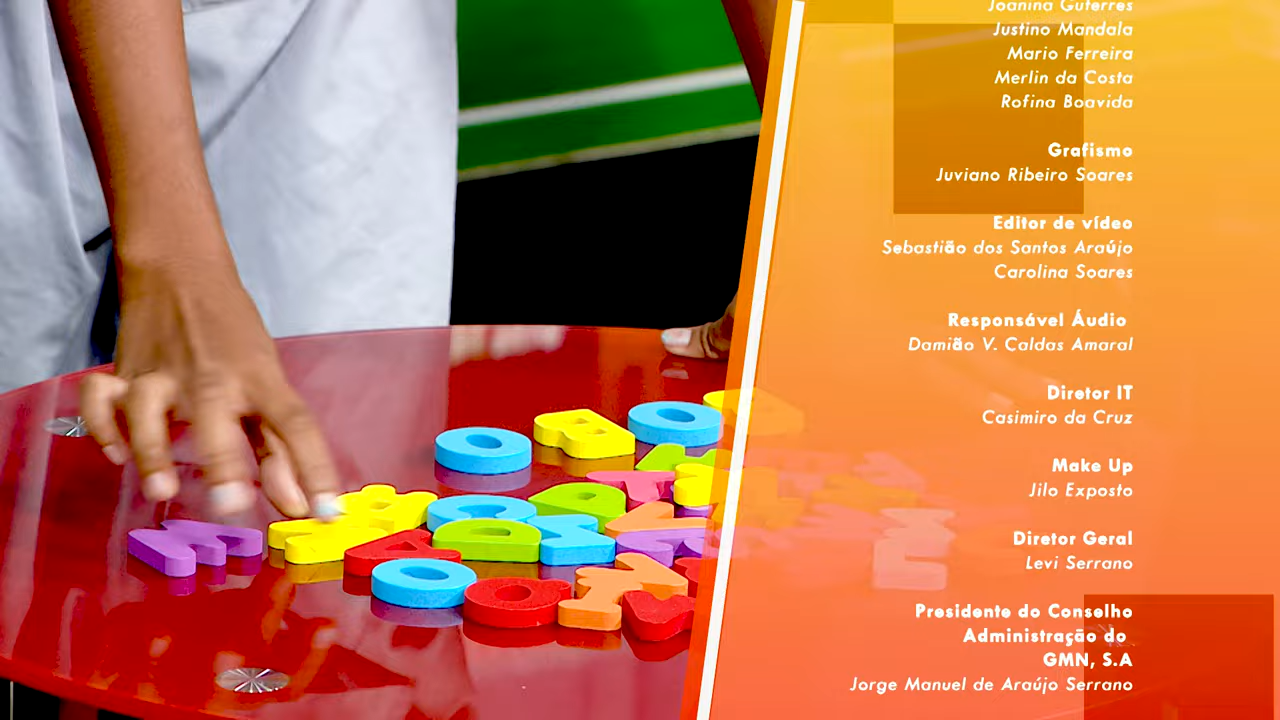 Joanina Guterres
Justino Mandala
Mario Ferreira
Merlin da Costa
Rofina Boavida
Grafismo
Juviano Ribeiro Soares
Editor de vídeo
Sebastião dos Santos Araújo
Carolina Soares
Responsável Áudio
Damião V. Caldas Amaral
Diretor IT
Casimiro da Cruz
Make Up
Jilo Exposto
Diretor Geral
Levi Serrano
Presidente do Conselho
Administração do
GMN, S.A
Jorge Manuel de Araújo Serrano